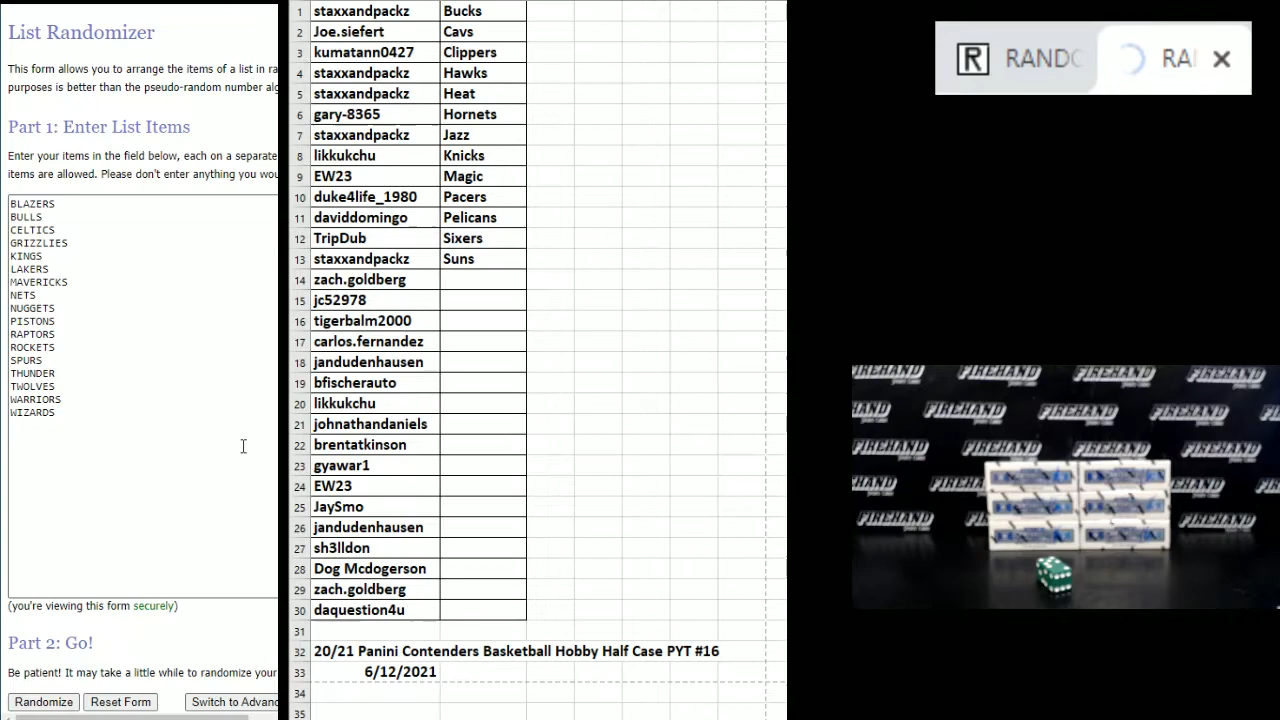 List Randomizer
This form allows you to arrange the items of a list in ra
purposes is better than the pseudo-random number alg
Part 1: Enter List Items
Enter your items in the field below, each on a separate
items are allowed. Please don't enter anything you wou
BLAZERS
BULLS
CELTICS
GRIZZLIES
KINGS
LAKERS
MAVERICKS
NETS
NUGGETS
PISTONS
RAPTORS
ROCKETS
SPURS
THUNDER
TWOLVES
WARRIORS
WIZARDS
(you're viewing this form securely)
Part 2: Go!
Be patient! It may take a little while to randomize your
Randomize Reset Form Switch to Advanc
1 staxxandpackz Bucks
2 Joe.siefert Cavs
3 kumatann0427 Clippers
4 staxxandpackz Hawks
5 staxxandpackz Heat
6 gary-8365 Hornets
7 staxxandpackz Jazz
8 likkukchu Knicks
9 EW23 Magic
10 duke4life_1980 Pacers
11 daviddomingo Pelicans
12 TripDub Sixers
13 staxxandpackz Suns
14 zach.goldberg
15 jc52978
16 tigerbalm2000
17 carlos.fernandez
18 jandudenhausen
19 bfischerauto
20 likkukchu
21 johnathandaniels
22 brentatkinson
23 gyawar1
24 EW23
25 JaySmo
26 jandudenhausen
27 sh3lldon
28 Dog Mcdogerson
29 zach.goldberg
30 daquestion4u
31
32 20/21 Panini Contenders Basketball Hobby Half Case PYT #16
33 6/12/2021
34
35
R RANDO RA
FIREHAND